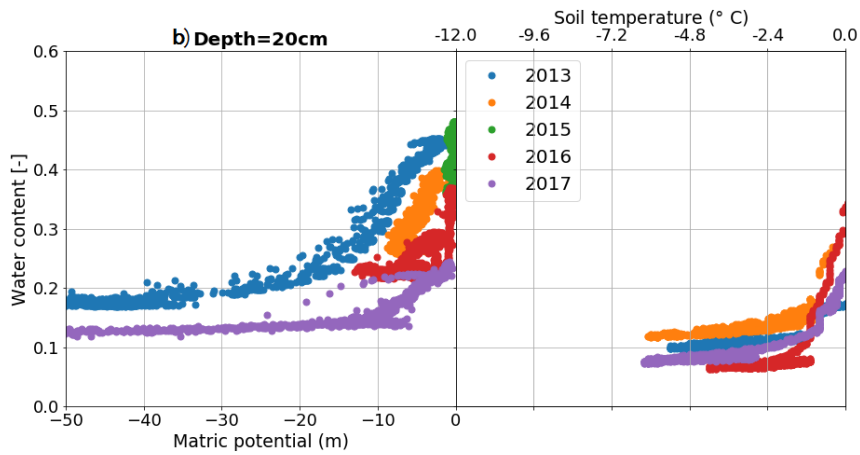 Soil temperature (° C)
b) Depth=20cm
-12.0 -9.6 -7.2 -4.8 -2.4 0.0
0.6
0.5
0.4
0.3
0.2
0.1
0.0
Water content [-]
2013
2014
2015
2016
2017
−50 −40 −30 −20 −10 0
Matric potential (m)